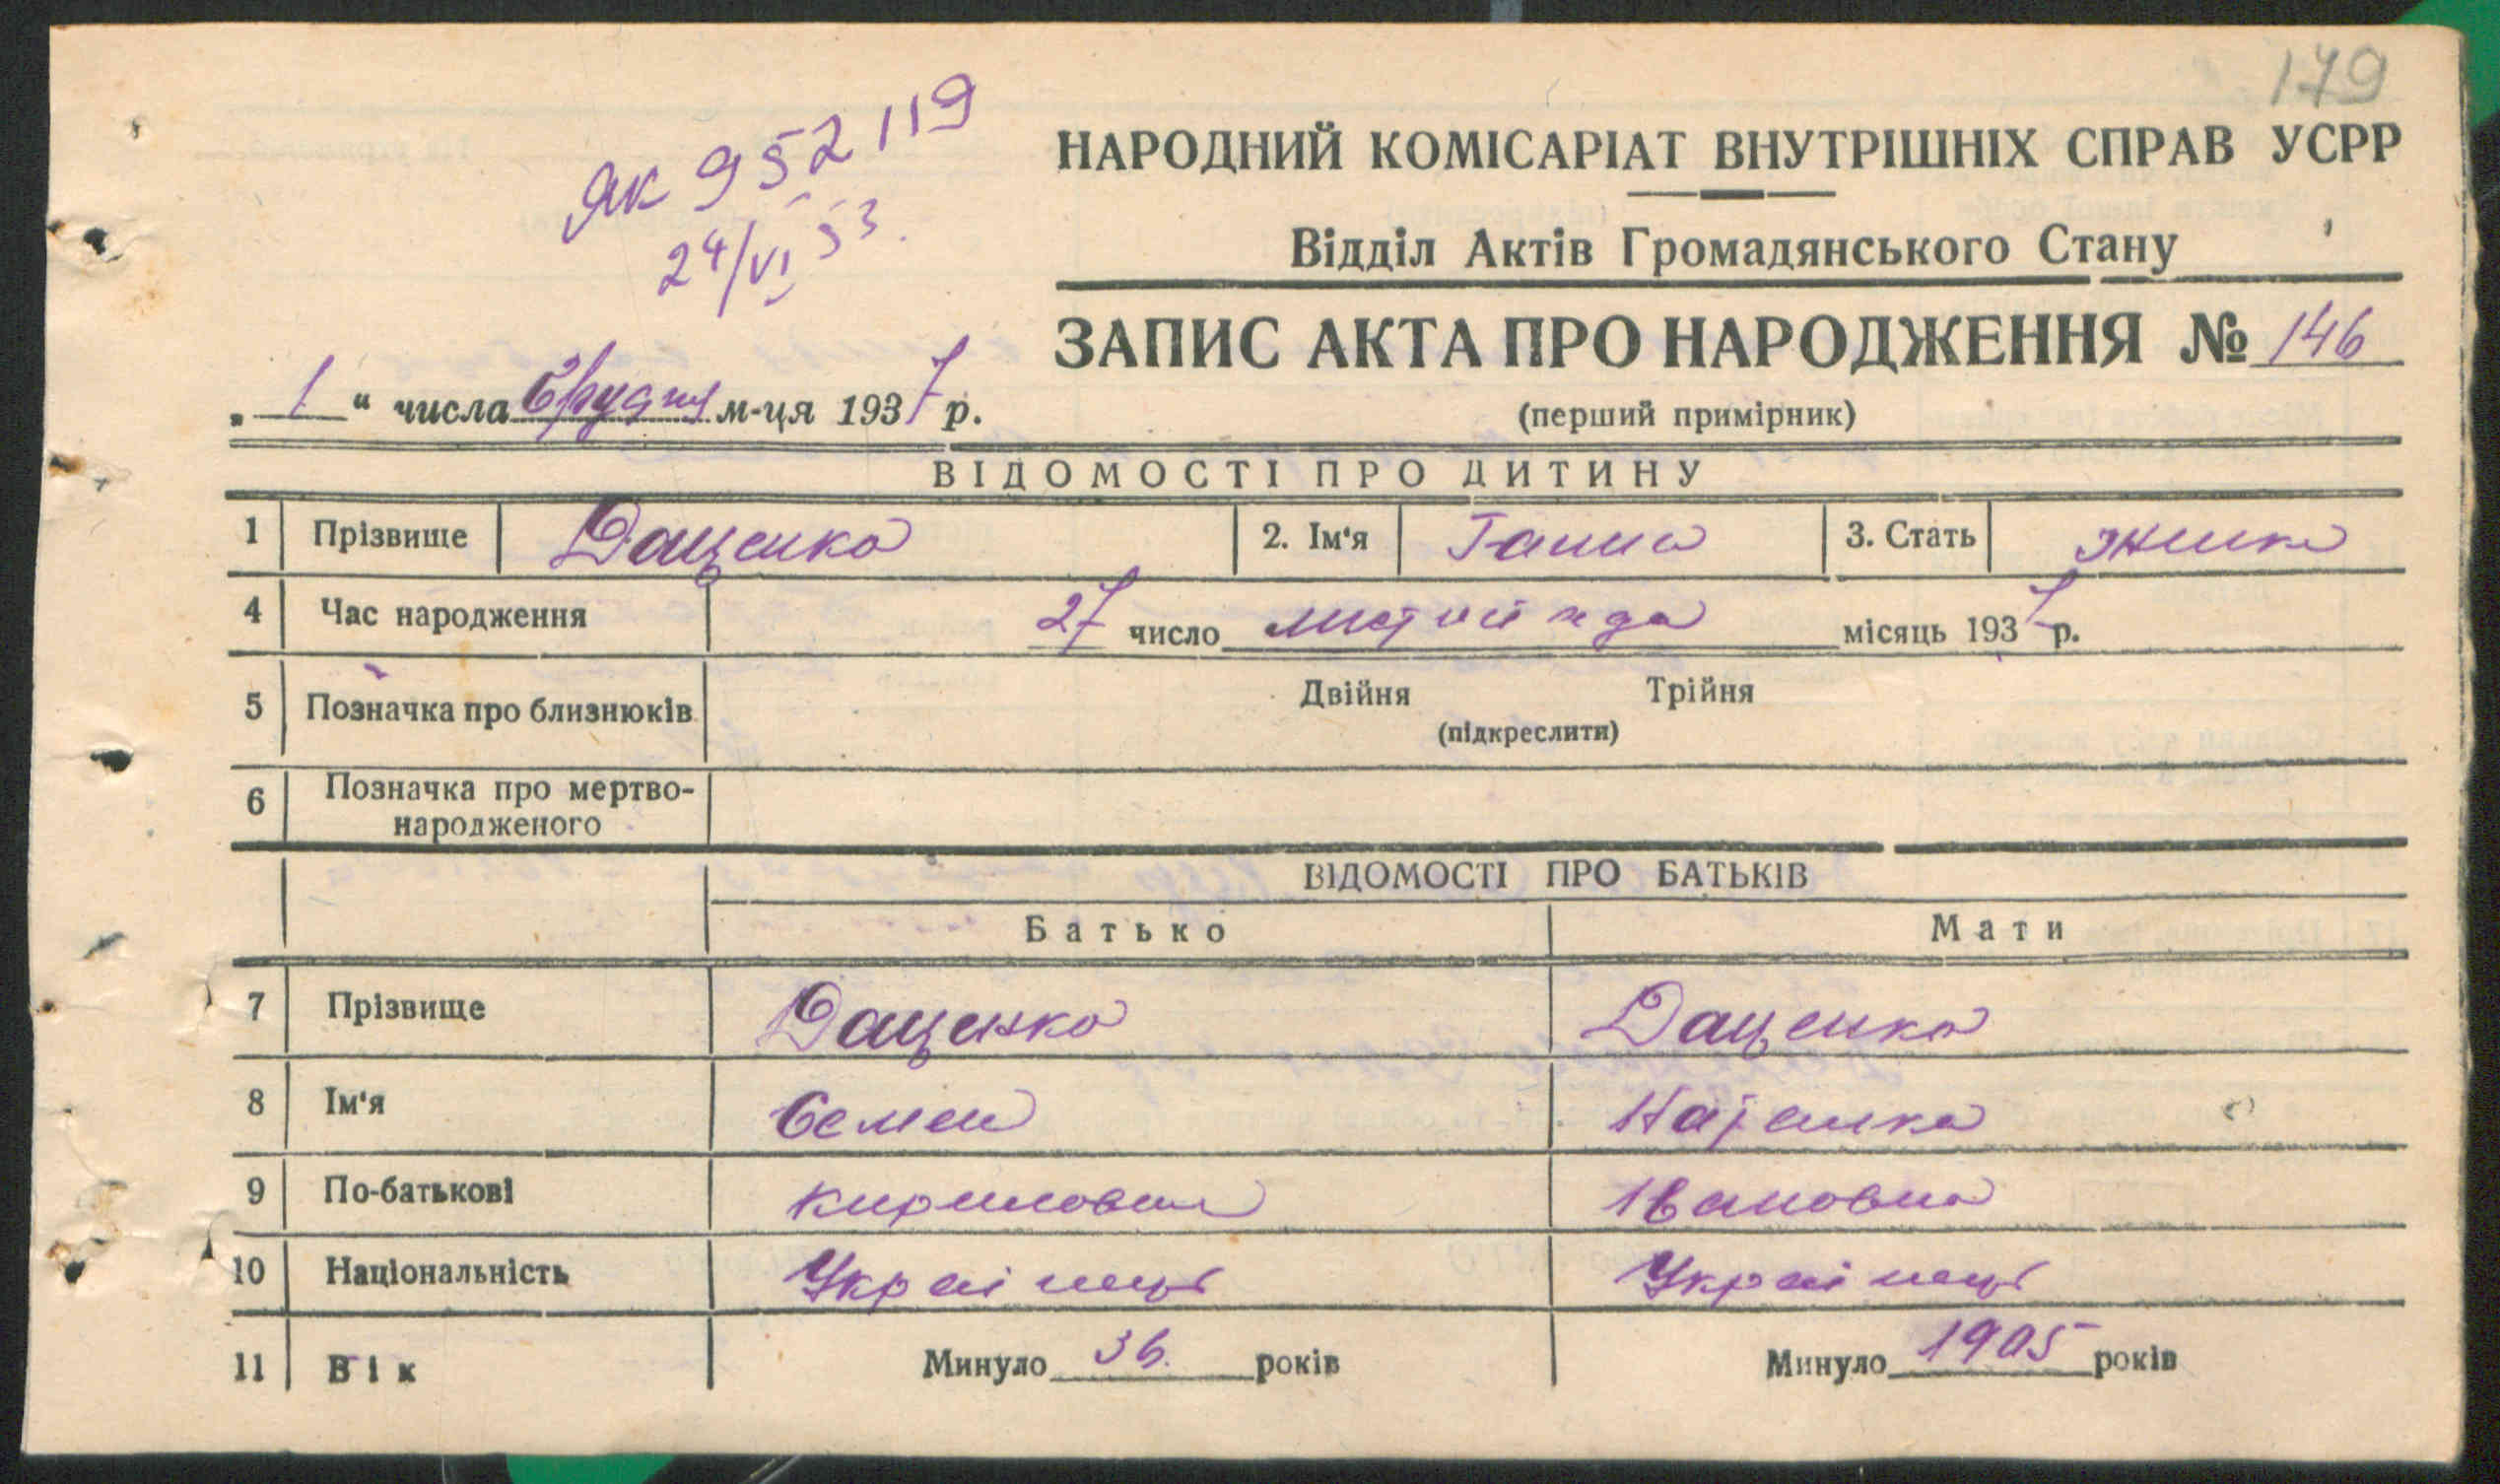 179
ЯК 952119
24/VI 53.
НАРОДНИЙ КОМІСАРІАТ ВНУТРІШНІХ СПРАВ УСРР
Відділ Актів Громадянського Стану
ЗАПИС АКТА ПРО НАРОДЖЕННЯ № 146
(перший примірник)
„ 1 “ числа Грудня м-ця 1937 р.
ВІДОМОСТІ ПРО ДИТИНУ
1 Прізвище Даценко 2. Ім'я Ганна 3. Стать
4 Час народження 27 число листопада місяць 1937 р.
5 Позначка про близнюків Двійня Трійня
(підкреслити)
6 Позначка про мертво-
народженого
ВІДОМОСТІ ПРО БАТЬКІВ
Батько Мати
7 Прізвище Даценко Даценко
8 Ім'я Семен Наталка
9 По-батькові Кирилович Івановна
10 Національність Українець Українець
11 Вік Минуло 36. років Минуло 1905 років